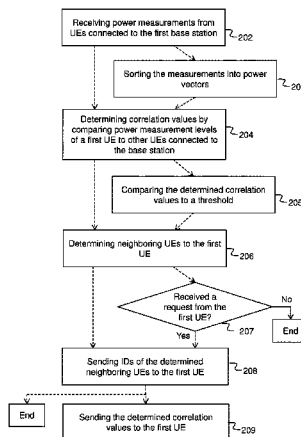 Receiving power measurements from
UEs connected to the first base
station
202
Sorting the measurements into power
vectors
20
Determining correlation values by
comparing power measurement levels
of a first UE to other UEs connected to
the base station
204
Comparing the determined correlation
values to a threshold
205
Determining neighboring UEs to the first
UE
206
Received a
request from the
first UE?
207
No
End
Yes
Sending IDs of the determined
neighboring UEs to the first UE
208
End
Sending the determined correlation
values to the first UE
209